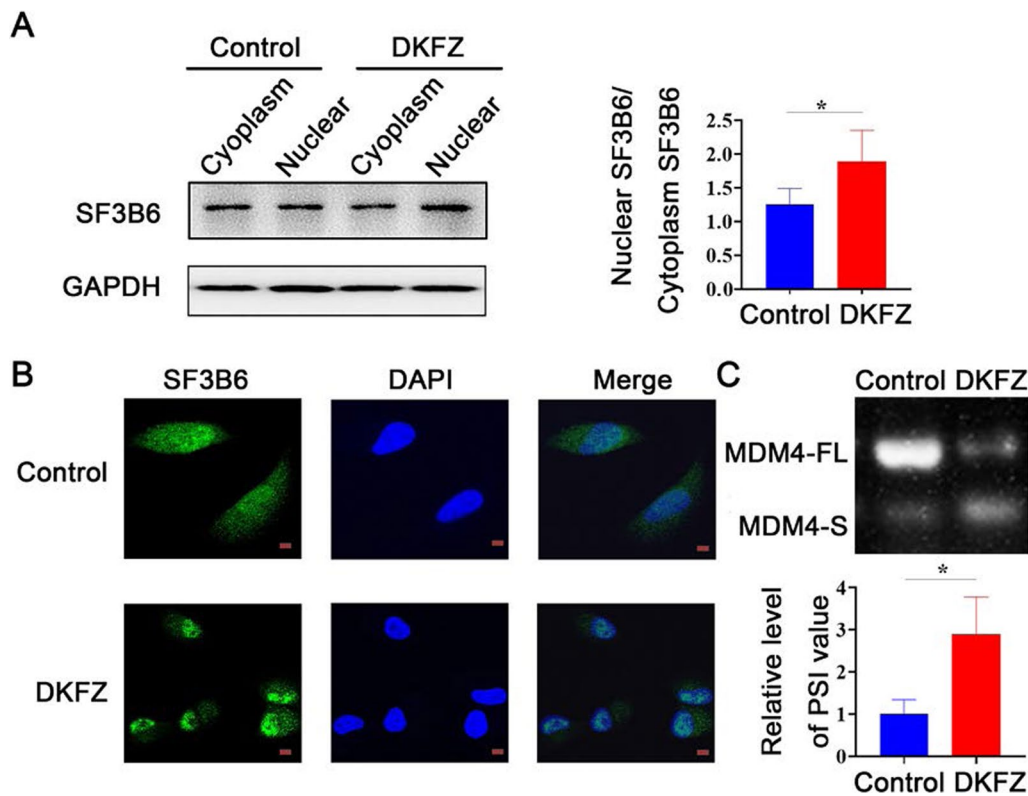 A
Control DKFZ
Cyoplasm Nuclear Cyoplasm Nuclear
SF3B6
GAPDH
Nuclear SF3B6/
Cytoplasm SF3B6
*
2.5
2.0
1.5
1.0
0.5
0.0
Control DKFZ
B
SF3B6 DAPI Merge
Control
DKFZ
C
Control DKFZ
MDM4-FL
MDM4-S
Relative level
of PSI value
*
4
3
2
1
0
Control DKFZ